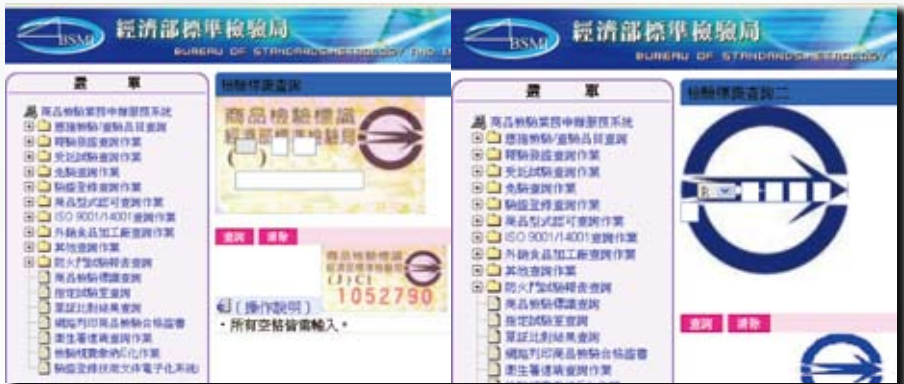 BSMI 經濟部標準檢驗局
BUREAU OF STANDARDS,METROLOGY AND I
選 單
商品檢驗業務申辦服務系統
應施檢驗/查驗品目查詢
報驗發證查詢作業
受託試驗查詢作業
免驗查詢作業
驗證登錄查詢作業
商品型式認可查詢作業
ISO 9001/14001查詢作業
外銷食品加工廠查詢作業
其他查詢作業
防火門試驗報告查詢
商品檢驗標識查詢
指定試驗室查詢
單証比對結果查詢
網路列印商品檢驗合格證書
衛生署連線查詢作業
檢驗規費繳納E化作業
驗證登錄技術文件電子化系統
檢驗標識查詢
商品檢驗標識
經濟部標準檢驗局
查詢 清除
商品檢驗標識
經濟部標準檢驗局
(J)C1
1052790
(操作說明)
・所有空格皆需輸入。
BSMI 經濟部標準檢驗局
BUREAU OF STANDARDS,METROLOGY
選 單
商品檢驗業務申辦服務系統
應施檢驗/查驗品目查詢
報驗發證查詢作業
受託試驗查詢作業
免驗查詢作業
驗證登錄查詢作業
商品型式認可查詢作業
ISO 9001/14001查詢作業
外銷食品加工廠查詢作業
其他查詢作業
防火門試驗報告查詢
商品檢驗標識查詢
指定試驗室查詢
單証比對結果查詢
網路列印商品檢驗合格證書
衛生署連線查詢作業
檢驗標識查詢二
R
查詢 清除